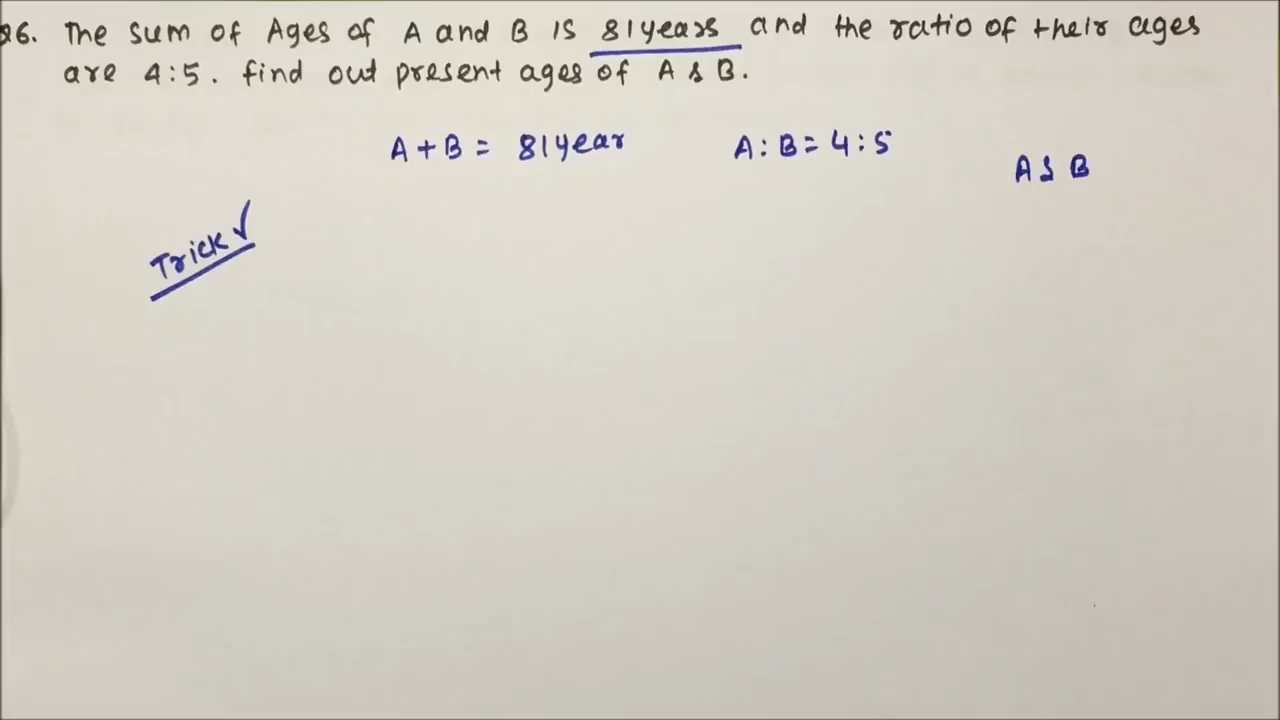 26. The sum of Ages of A and B is 81years and the ratio of their ages
are 4:5. find out present ages of A & B.
A + B = 81year A : B = 4 : 5
A & B
Trick ✓